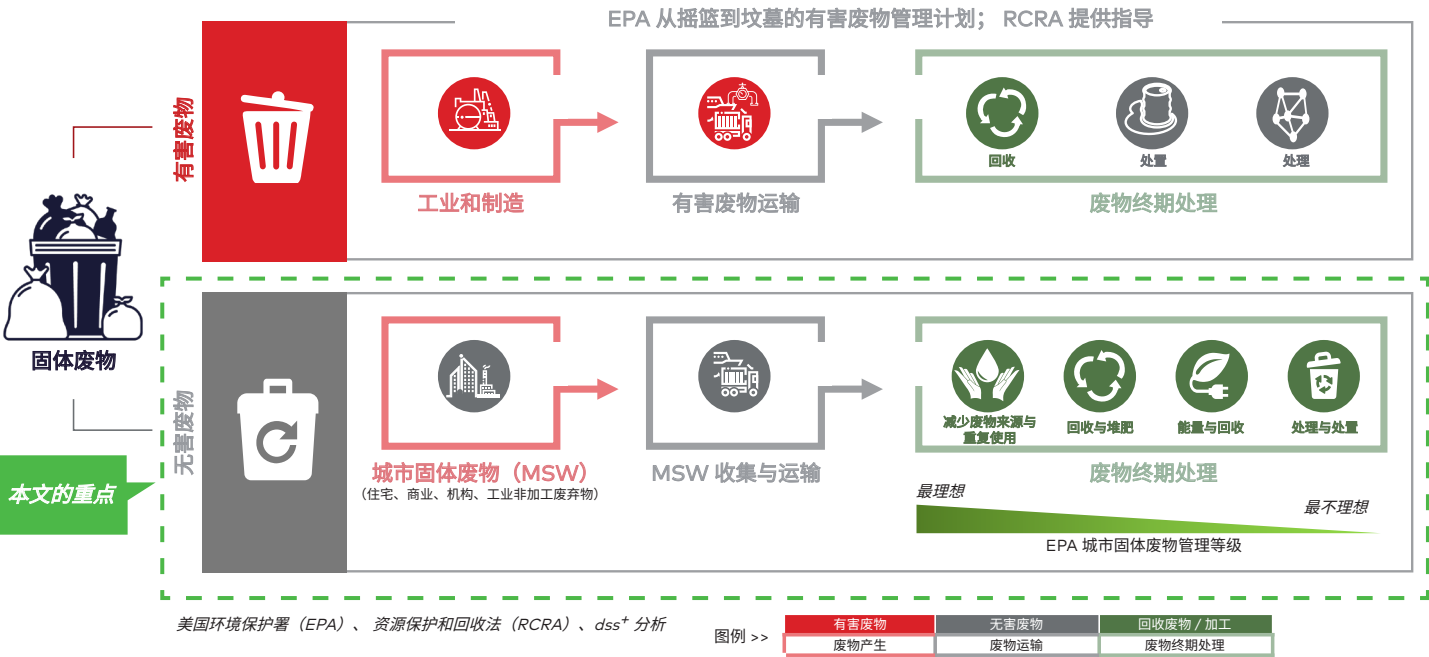 EPA 从摇篮到坟墓的有害废物管理计划； RCRA 提供指导
有害废物
回收
处置
处理
工业和制造
有害废物运输
废物终期处理
固体废物
无害废物
本文的重点
减少废物来源与
重复使用
回收与堆肥
能量与回收
处理与处置
城市固体废物（MSW）
（住宅、商业、机构、工业非加工废弃物）
MSW 收集与运输
废物终期处理
最理想
最不理想
EPA 城市固体废物管理等级
美国环境保护署（EPA）、 资源保护和回收法（RCRA）、dss+ 分析
图例 >>
有害废物
无害废物
回收废物 / 加工
废物产生
废物运输
废物终期处理